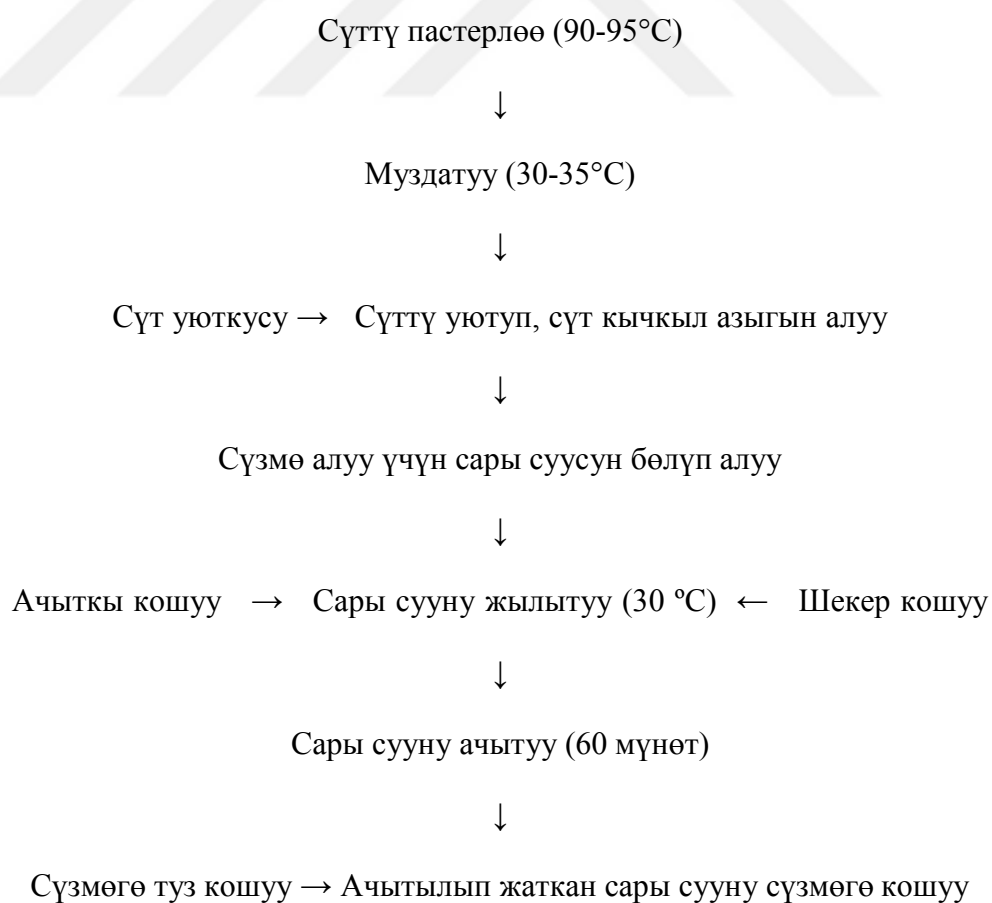 Сүттү пастерлөө (90-95°С)
↓
Муздатуу (30-35°С)
↓
Сүт уюткусу → Сүттү уютуп, сүт кычкыл азыгын алуу
↓
Сүзмө алуу үчүн сары суусун бөлүп алуу
↓
Ачыткы кошуу → Сары сууну жылытуу (30 ºС) ← Шекер кошуу
↓
Сары сууну ачытуу (60 мүнөт)
↓
Сүзмөгө туз кошуу → Ачытылып жаткан сары сууну сүзмөгө кошуу